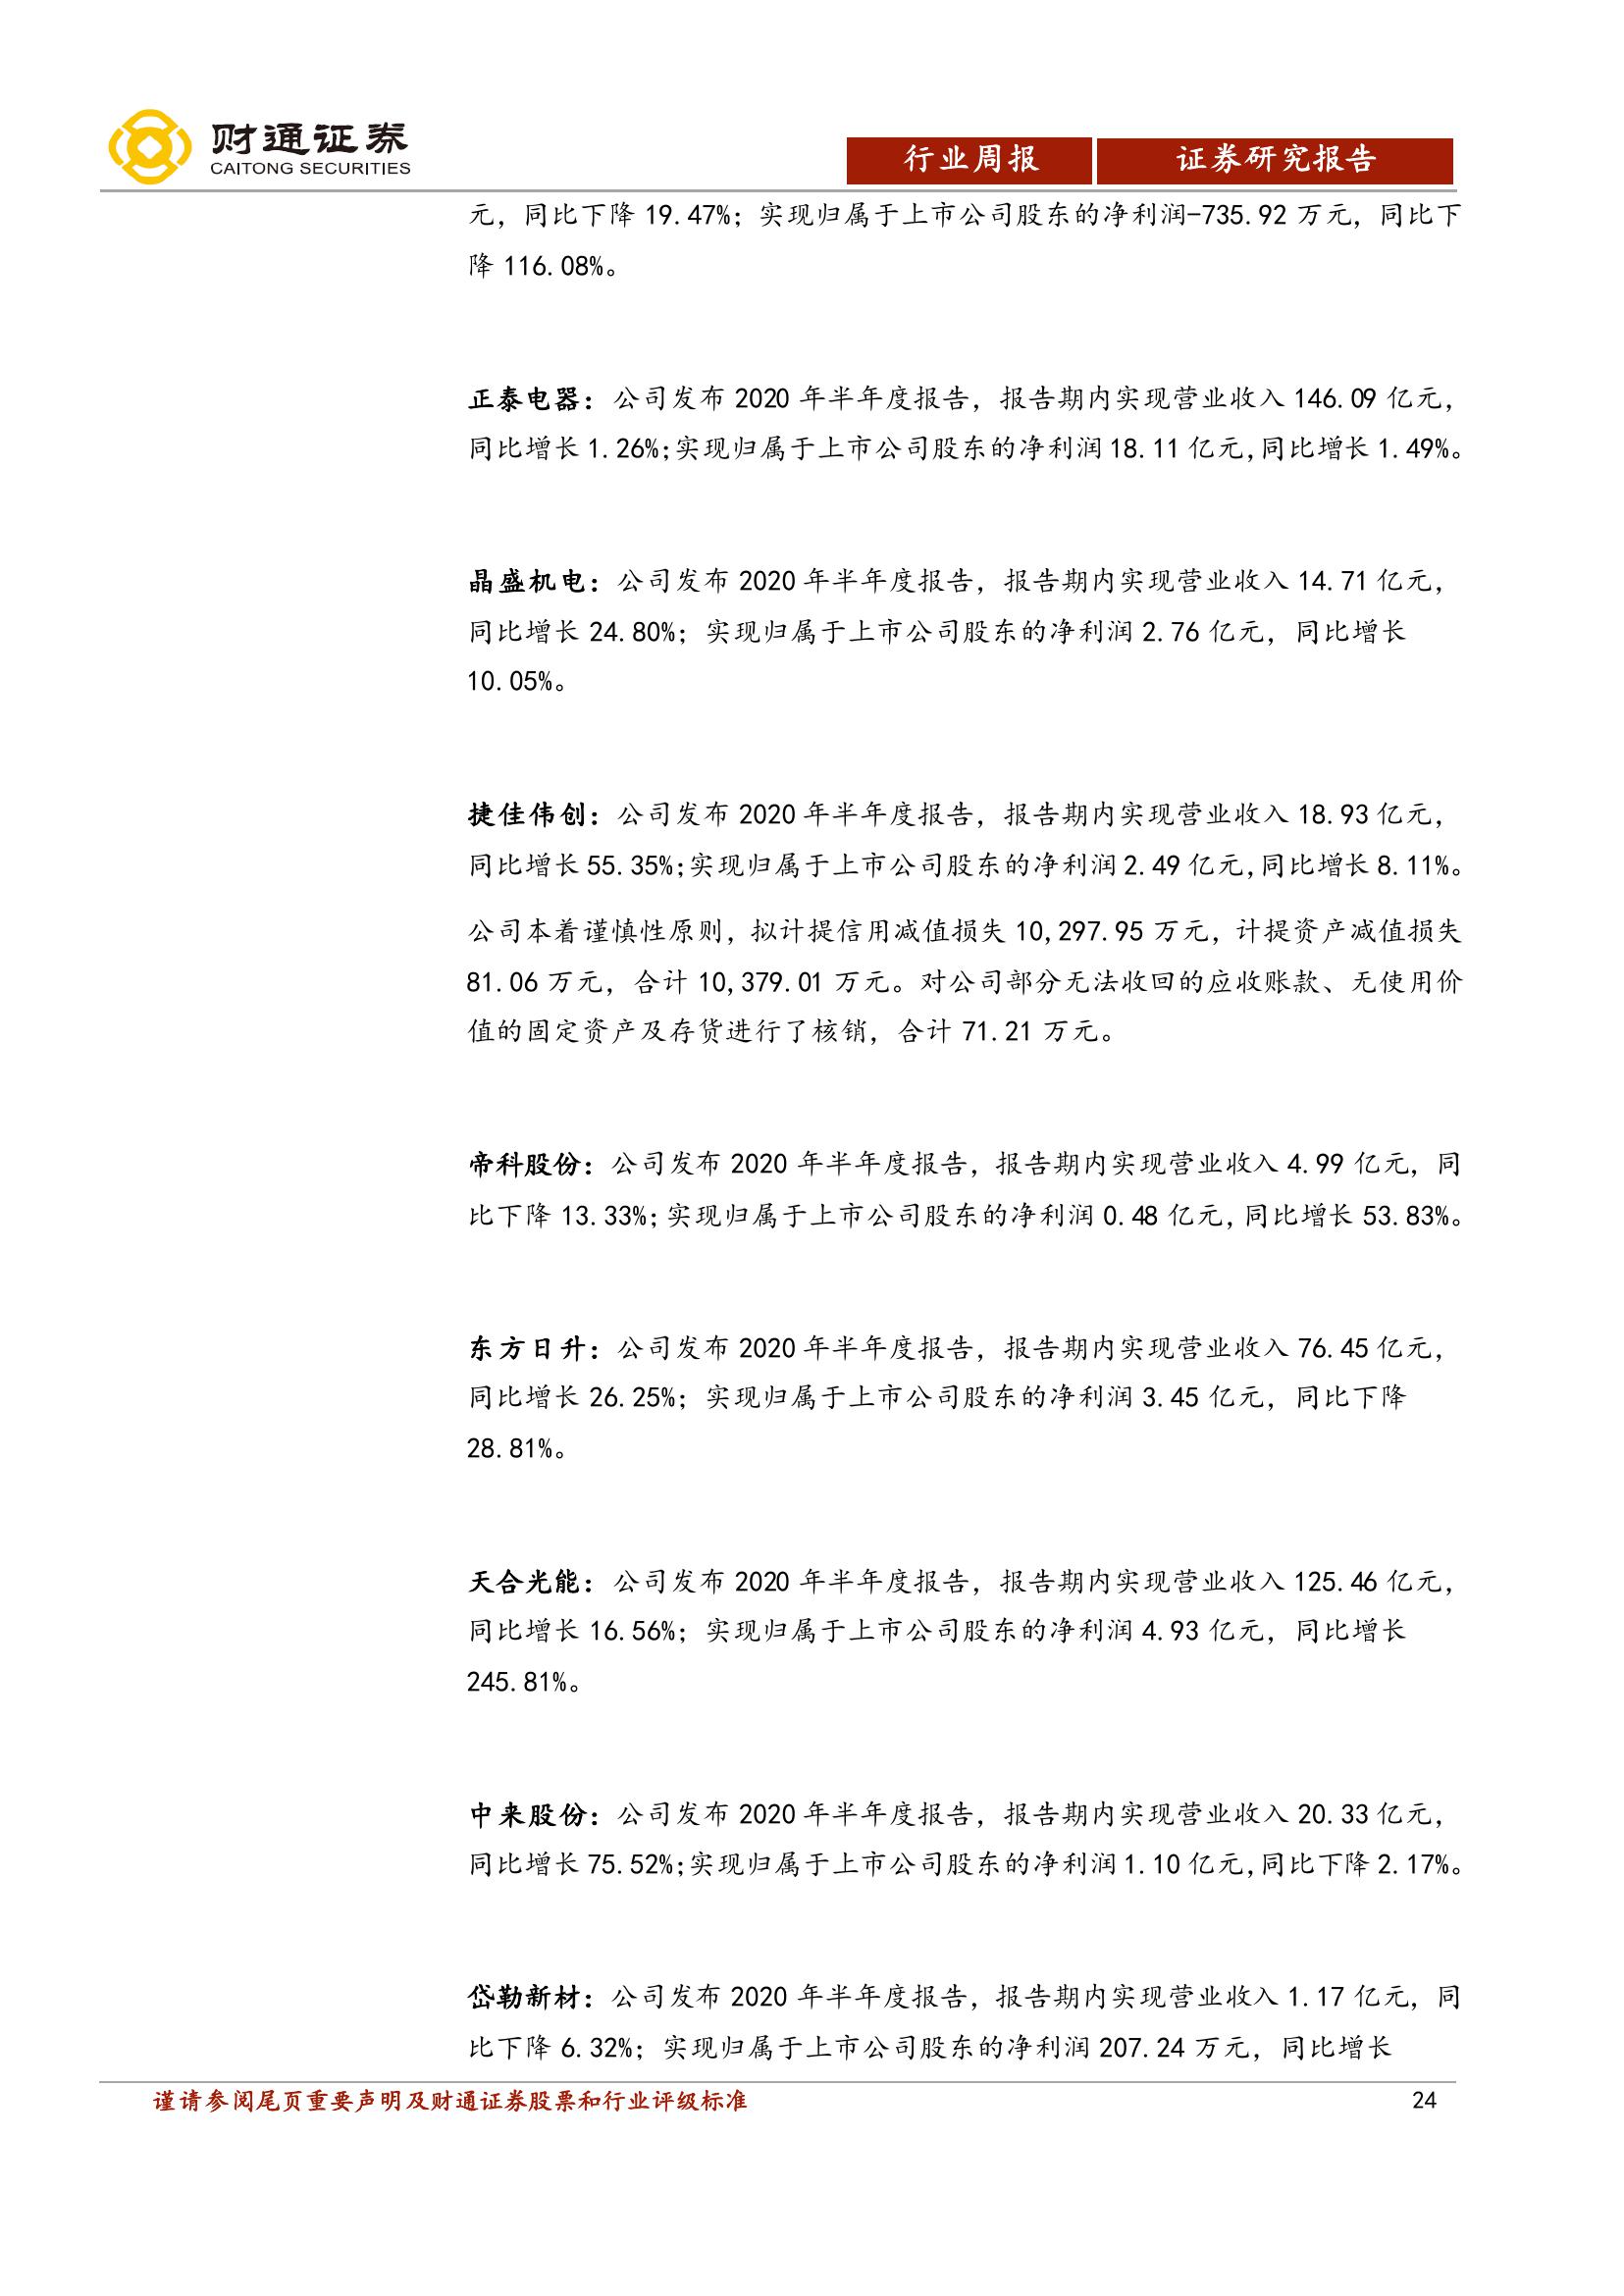 财通证券
CAITONG SECURITIES
行业周报
证券研究报告
元，同比下降 19.47%；实现归属于上市公司股东的净利润-735.92 万元，同比下
降 116.08%。
正泰电器：公司发布 2020 年半年度报告，报告期内实现营业收入 146.09 亿元，
同比增长 1.26%;实现归属于上市公司股东的净利润 18.11 亿元,同比增长 1.49%。
晶盛机电：公司发布 2020 年半年度报告，报告期内实现营业收入 14.71 亿元，
同比增长 24.80%；实现归属于上市公司股东的净利润 2.76 亿元，同比增长
10.05%。
捷佳伟创：公司发布 2020 年半年度报告，报告期内实现营业收入 18.93 亿元，
同比增长 55.35%;实现归属于上市公司股东的净利润 2.49 亿元,同比增长 8.11%。
公司本着谨慎性原则，拟计提信用减值损失 10,297.95 万元，计提资产减值损失
81.06 万元，合计 10,379.01 万元。对公司部分无法收回的应收账款、无使用价
值的固定资产及存货进行了核销，合计 71.21 万元。
帝科股份：公司发布 2020 年半年度报告，报告期内实现营业收入 4.99 亿元，同
比下降 13.33%;实现归属于上市公司股东的净利润 0.48 亿元,同比增长 53.83%。
东方日升：公司发布 2020 年半年度报告，报告期内实现营业收入 76.45 亿元，
同比增长 26.25%；实现归属于上市公司股东的净利润 3.45 亿元，同比下降
28.81%。
天合光能：公司发布 2020 年半年度报告，报告期内实现营业收入 125.46 亿元，
同比增长 16.56%；实现归属于上市公司股东的净利润 4.93 亿元，同比增长
245.81%。
中来股份：公司发布 2020 年半年度报告，报告期内实现营业收入 20.33 亿元，
同比增长 75.52%;实现归属于上市公司股东的净利润 1.10 亿元,同比下降 2.17%。
岱勒新材：公司发布 2020 年半年度报告，报告期内实现营业收入 1.17 亿元，同
比下降 6.32%；实现归属于上市公司股东的净利润 207.24 万元，同比增长
谨请参阅尾页重要声明及财通证券股票和行业评级标准
24